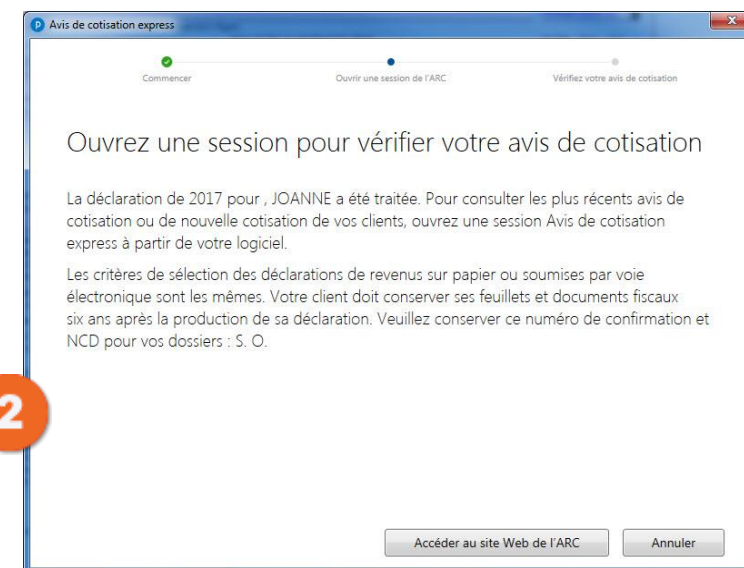 Avis de cotisation express
Commencer
Ouvrir une session de l'ARC
Vérifiez votre avis de cotisation
Ouvrez une session pour vérifier votre avis de cotisation
La déclaration de 2017 pour , JOANNE a été traitée. Pour consulter les plus récents avis de
cotisation ou de nouvelle cotisation de vos clients, ouvrez une session Avis de cotisation
express à partir de votre logiciel.
Les critères de sélection des déclarations de revenus sur papier ou soumises par voie
électronique sont les mêmes. Votre client doit conserver ses feuillets et documents fiscaux
six ans après la production de sa déclaration. Veuillez conserver ce numéro de confirmation et
NCD pour vos dossiers : S. O.
2
Accéder au site Web de l'ARC
Annuler